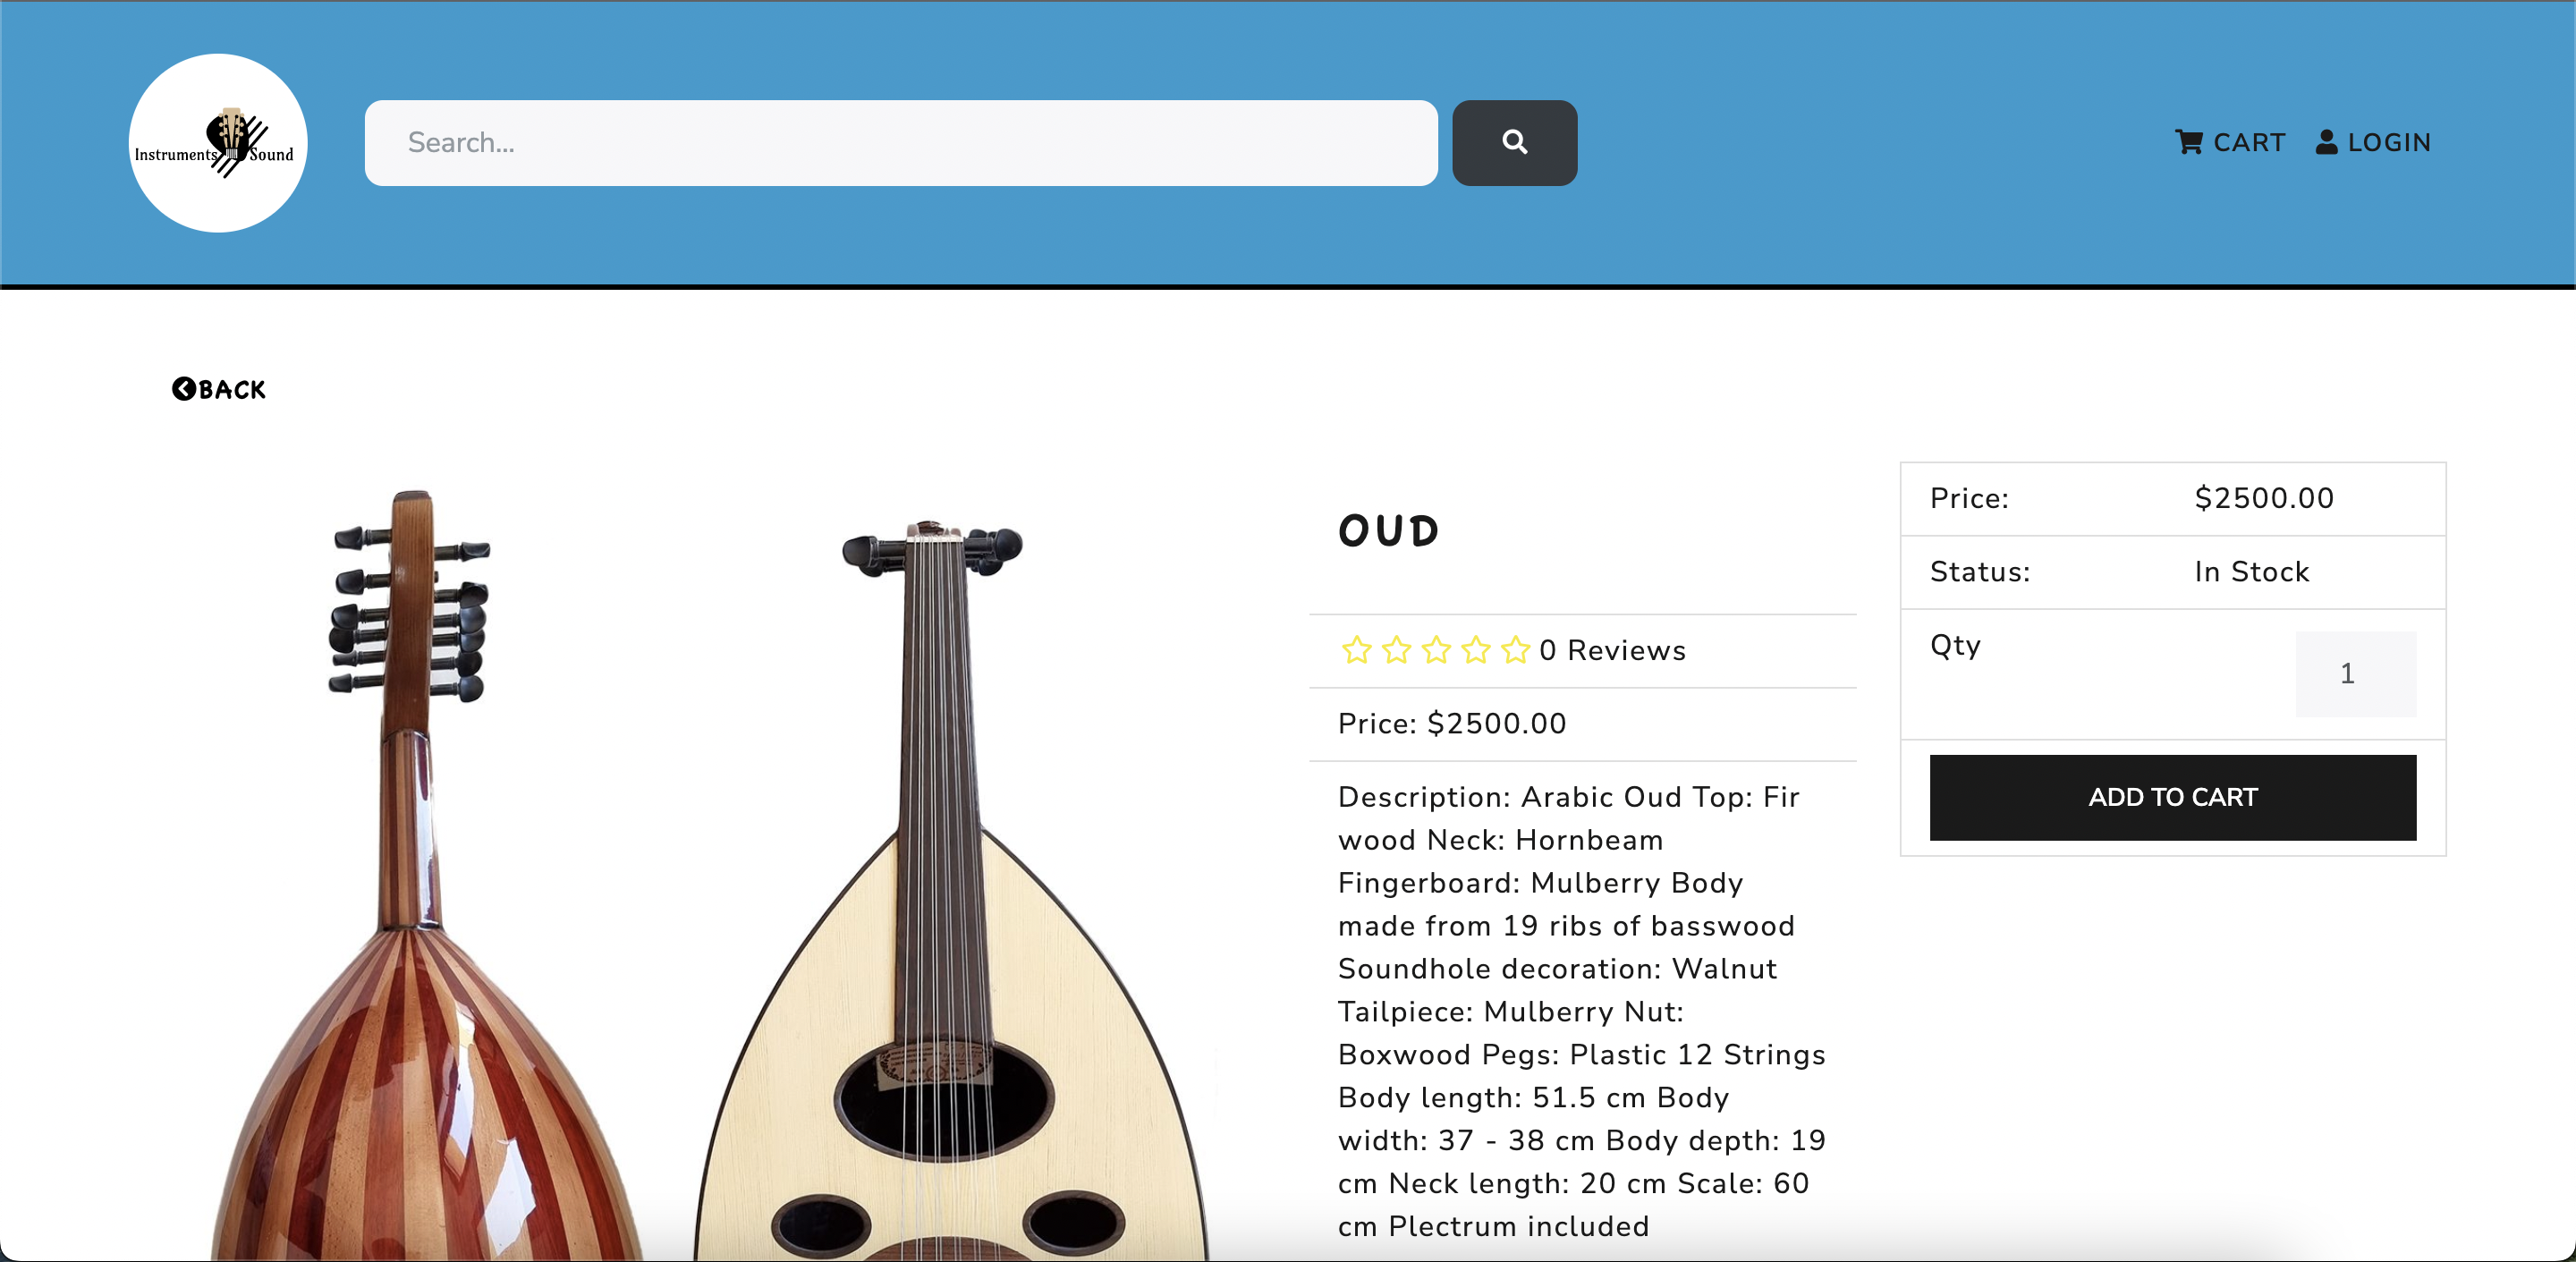 Instruments Sound
Search...
CART LOGIN
BACK
OUD
0 Reviews
Price: $2500.00
Description: Arabic Oud Top: Fir
wood Neck: Hornbeam
Fingerboard: Mulberry Body
made from 19 ribs of basswood
Soundhole decoration: Walnut
Tailpiece: Mulberry Nut:
Boxwood Pegs: Plastic 12 Strings
Body length: 51.5 cm Body
width: 37 - 38 cm Body depth: 19
cm Neck length: 20 cm Scale: 60
cm Plectrum included
Price: $2500.00
Status: In Stock
Qty 1
ADD TO CART